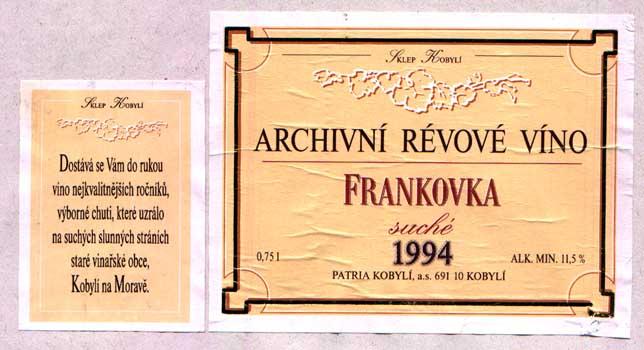 Sklep Kobylí
Dostává se Vám do rukou
víno nejkvalitnějších ročníků,
výborné chuti, které uzrálo
na suchých slunných stráních
staré vinařské obce,
Kobylí na Moravě.
Sklep Kobylí
ARCHIVNÍ RÉVOVÉ VÍNO
FRANKOVKA
suché
0,75 l 1994 ALK. MIN. 11,5 %
PATRIA KOBYLÍ, a.s. 691 10 KOBYLÍ